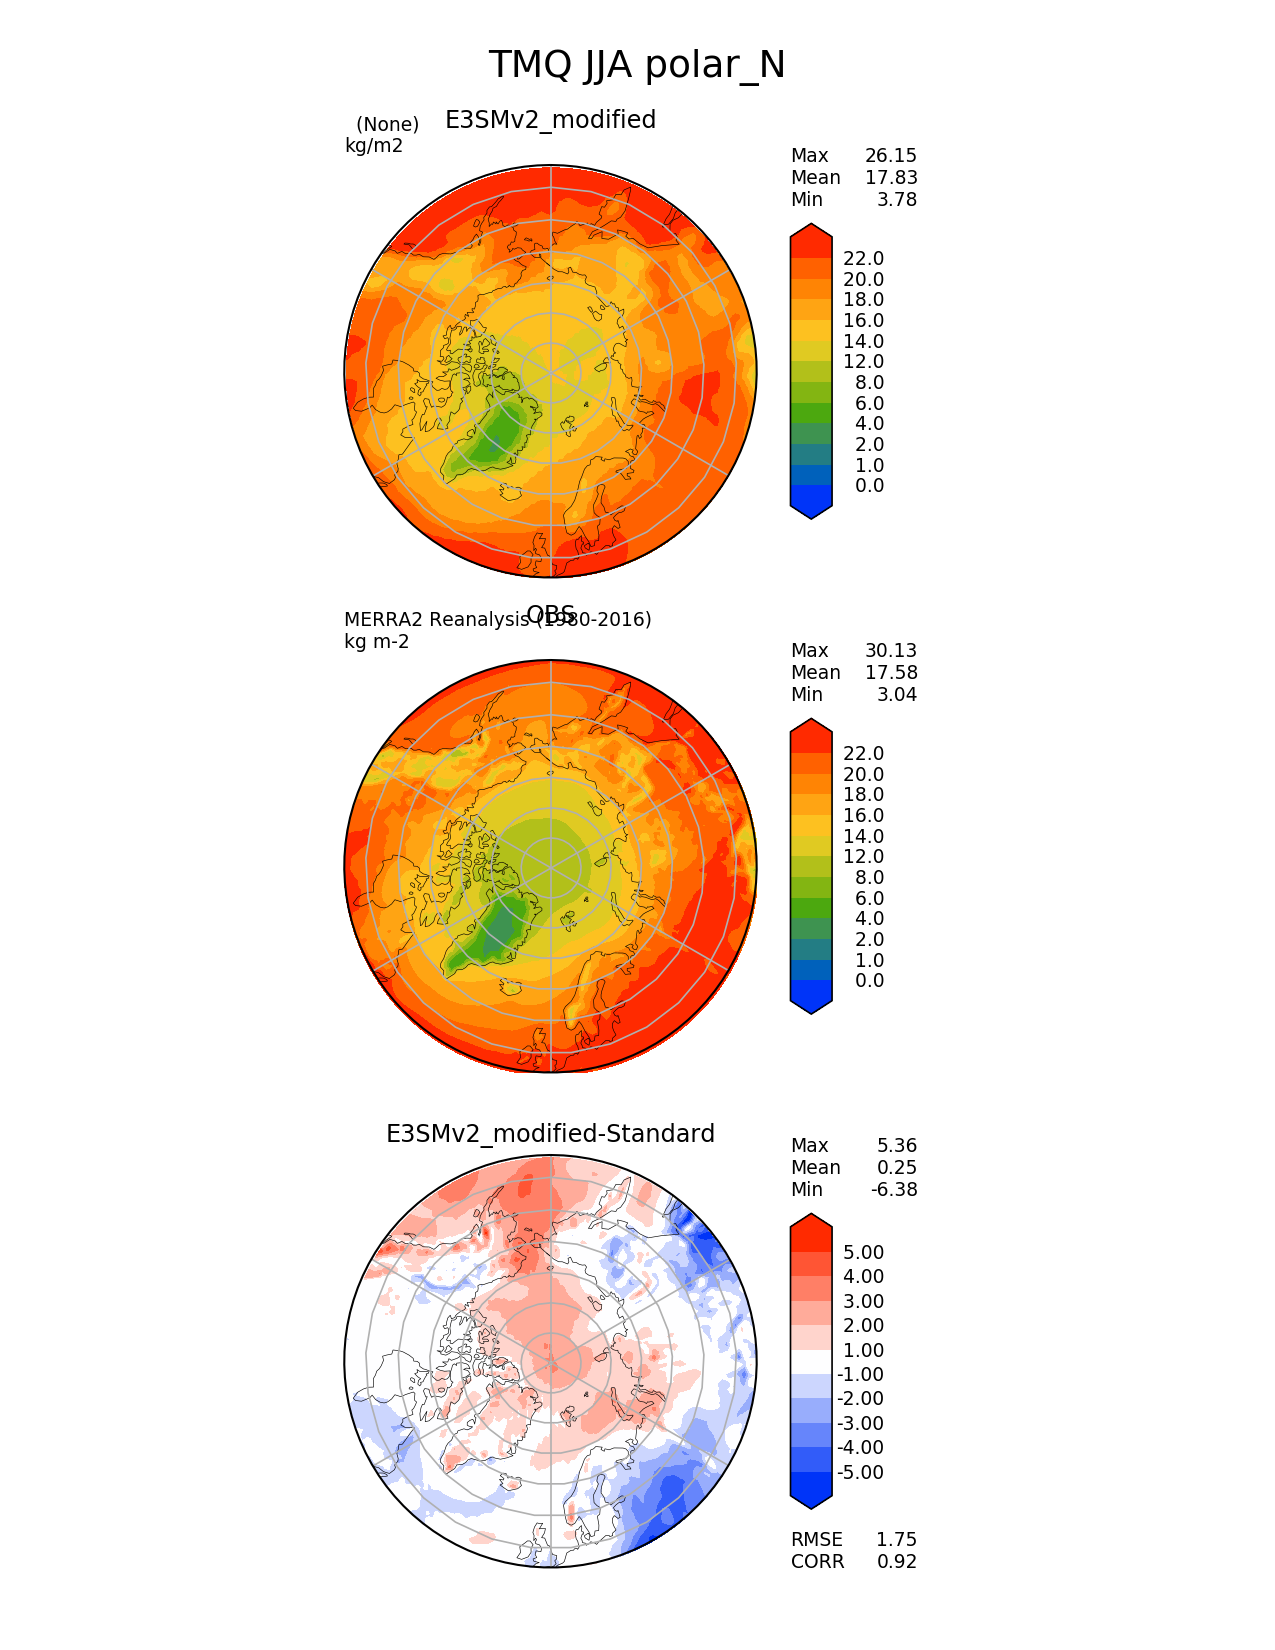 TMQ JJA polar_N
E3SMv2_modified
(None)
kg/m2
Max 26.15
Mean 17.83
Min 3.78
22.0
20.0
18.0
16.0
14.0
12.0
8.0
6.0
4.0
2.0
1.0
0.0
OBS
MERRA2 Reanalysis (1980-2016)
kg m-2
Max 30.13
Mean 17.58
Min 3.04
22.0
20.0
18.0
16.0
14.0
12.0
8.0
6.0
4.0
2.0
1.0
0.0
E3SMv2_modified-Standard
Max 5.36
Mean 0.25
Min -6.38
5.00
4.00
3.00
2.00
1.00
-1.00
-2.00
-3.00
-4.00
-5.00
RMSE 1.75
CORR 0.92